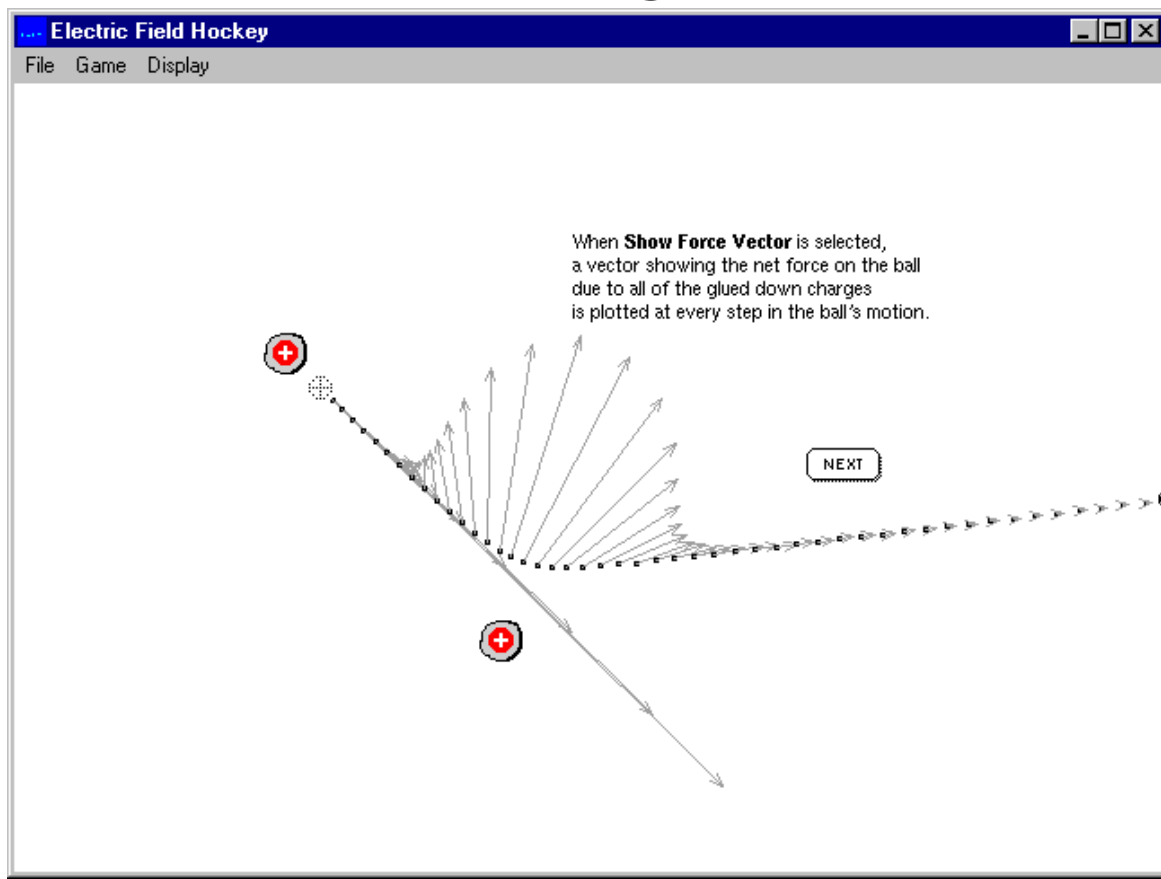 Electric Field Hockey
File Game Display
When Show Force Vector is selected,
a vector showing the net force on the ball
due to all of the glued down charges
is plotted at every step in the ball's motion.
NEXT